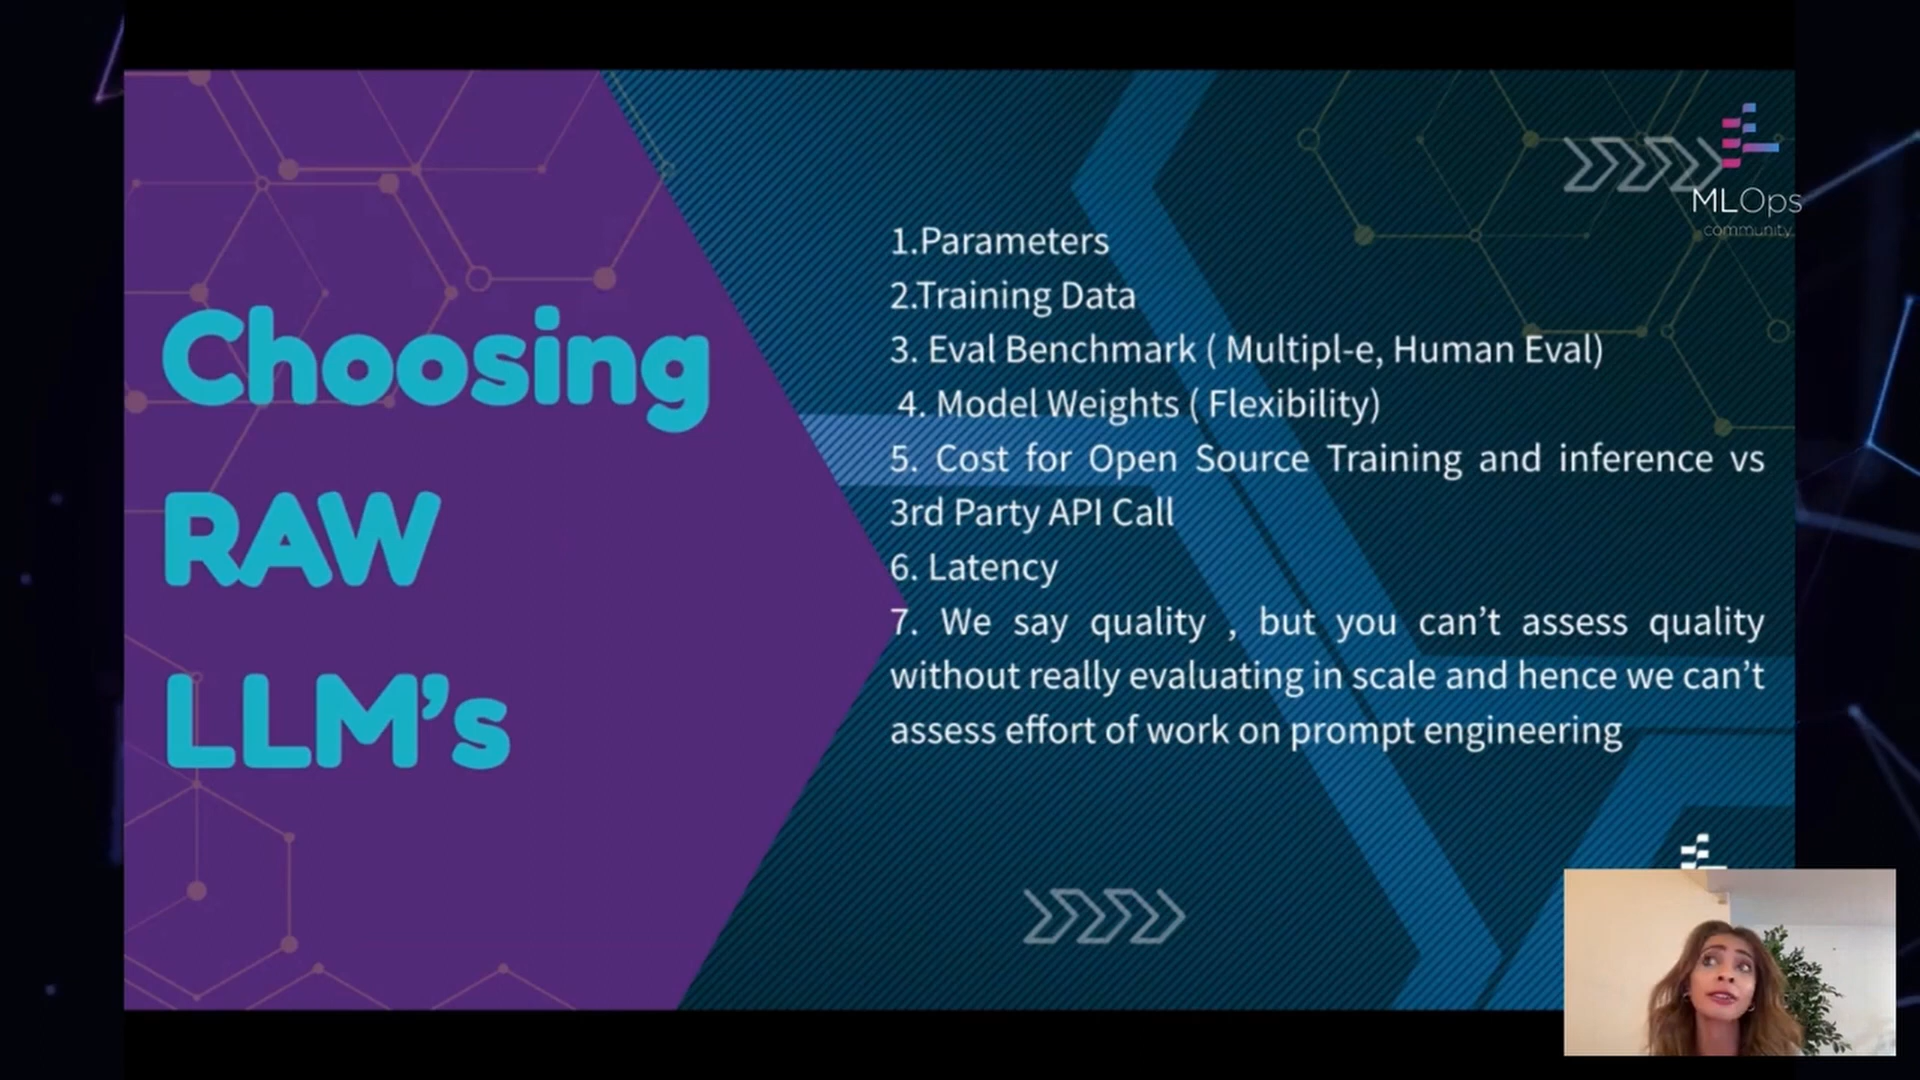 Choosing
RAW
LLM’s
1.Parameters
2.Training Data
3. Eval Benchmark ( Multipl-e, Human Eval)
4. Model Weights ( Flexibility)
5. Cost for Open Source Training and inference vs
3rd Party API Call
6. Latency
7. We say quality , but you can’t assess quality
without really evaluating in scale and hence we can’t
assess effort of work on prompt engineering
MLOps
community